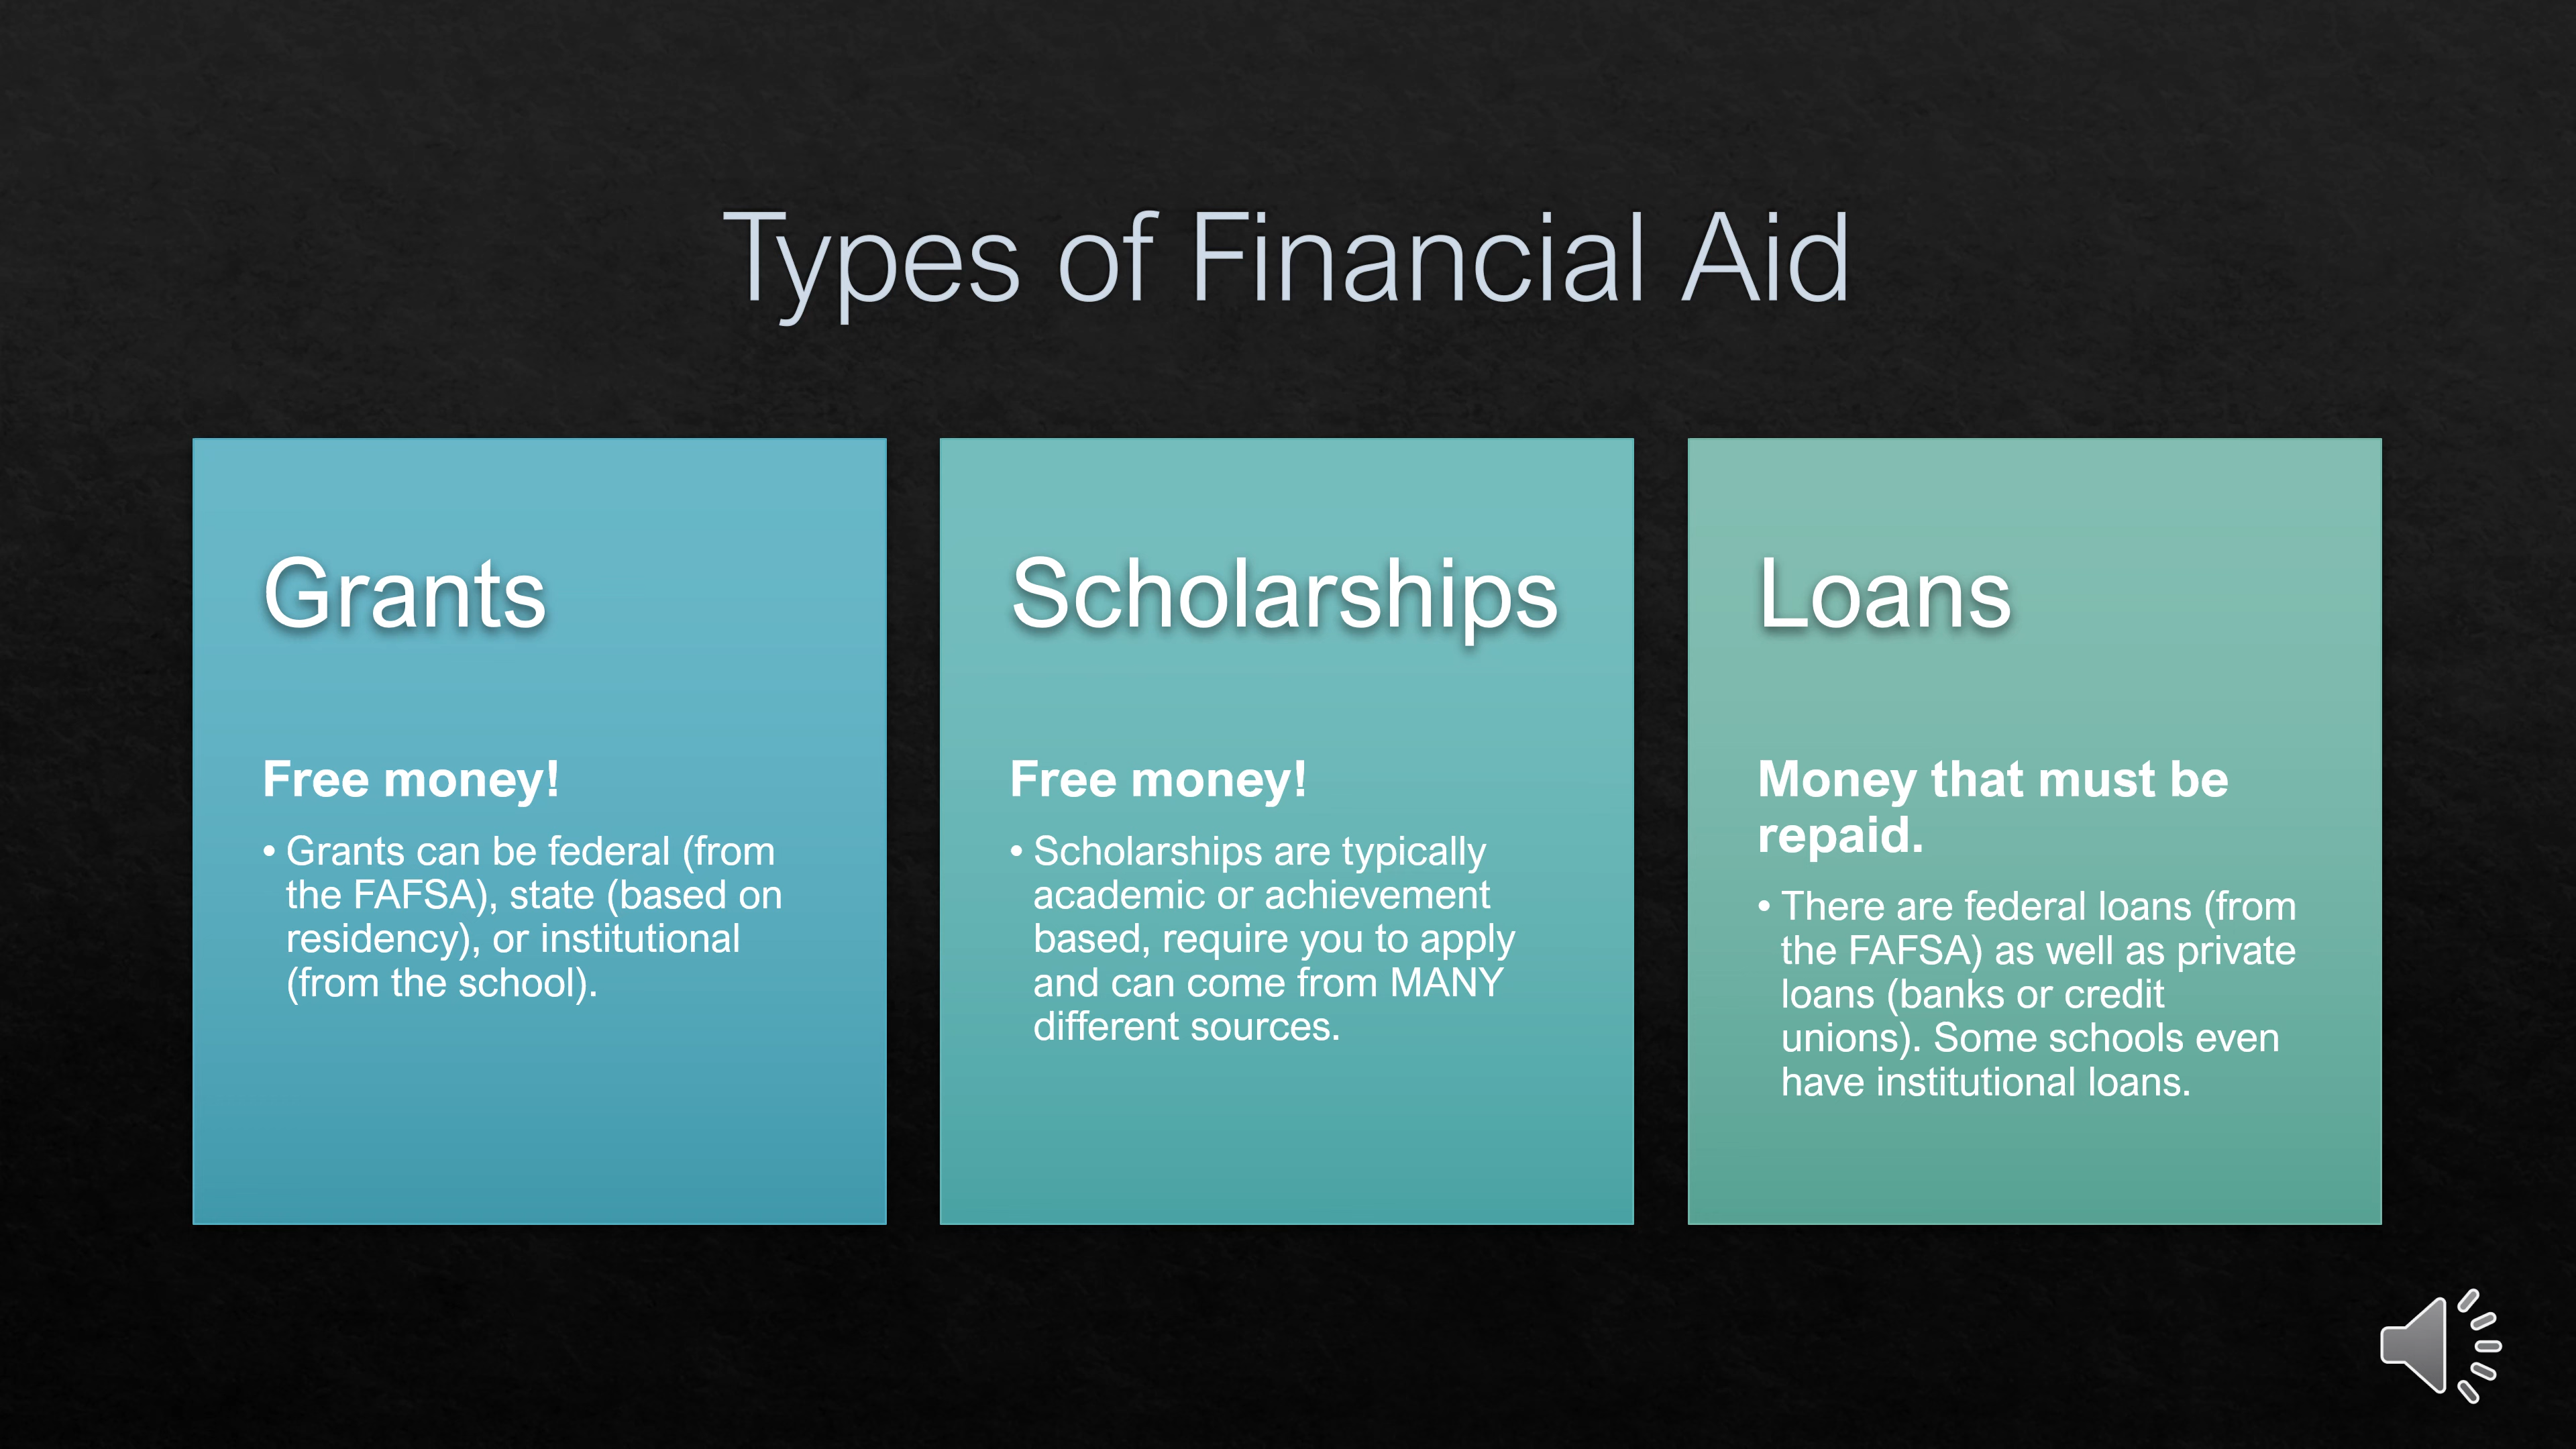 Types of Financial Aid
Grants
Free money!
• Grants can be federal (from
the FAFSA), state (based on
residency), or institutional
(from the school).
Scholarships
Free money!
• Scholarships are typically
academic or achievement
based, require you to apply
and can come from MANY
different sources.
Loans
Money that must be
repaid.
• There are federal loans (from
the FAFSA) as well as private
loans (banks or credit
unions). Some schools even
have institutional loans.